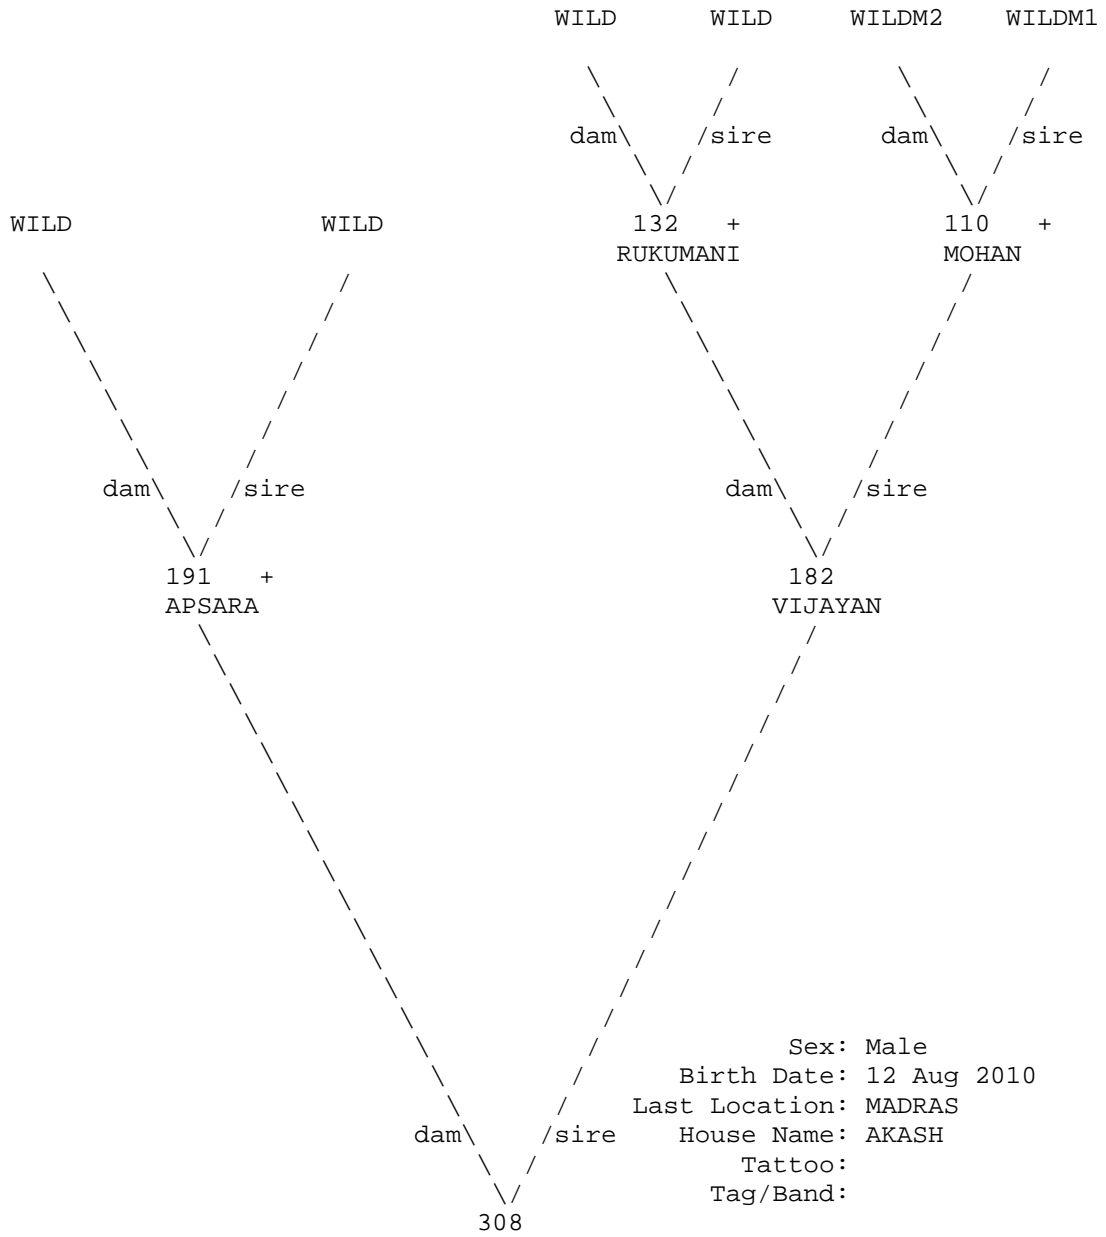 WILD WILD WILDM2 WILDM1
dam sire dam sire
WILD WILD 132 + 110 +
RUKUMANI MOHAN
dam sire dam sire
191 + 182
APSARA VIJAYAN
Sex: Male
Birth Date: 12 Aug 2010
Last Location: MADRAS
dam sire House Name: AKASH
Tattoo:
Tag/Band:
308